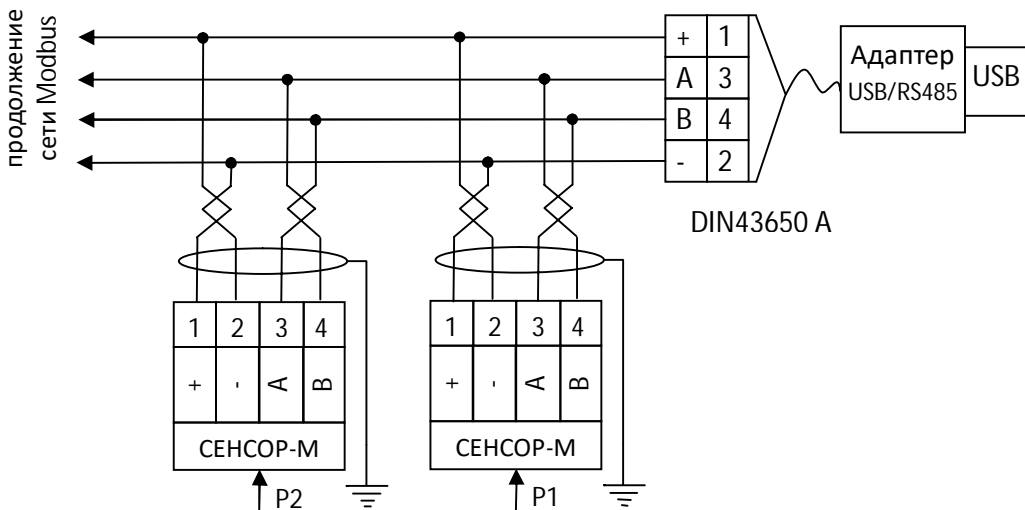 продолжение
сети Modbus
+ 1
A 3
B 4
- 2
DIN43650 A
Адаптер
USB/RS485
USB
1 2 3 4
+ - A B
СЕНСОР-М
P2
1 2 3 4
+ - A B
СЕНСОР-М
P1